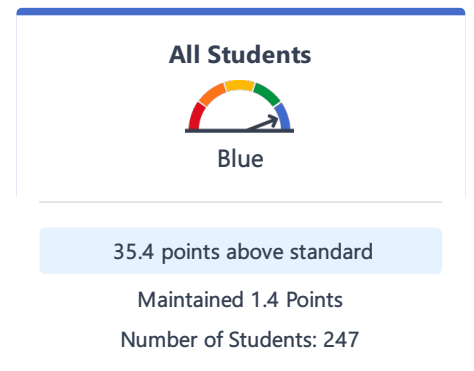 All Students
Blue
35.4 points above standard
Maintained 1.4 Points
Number of Students: 247